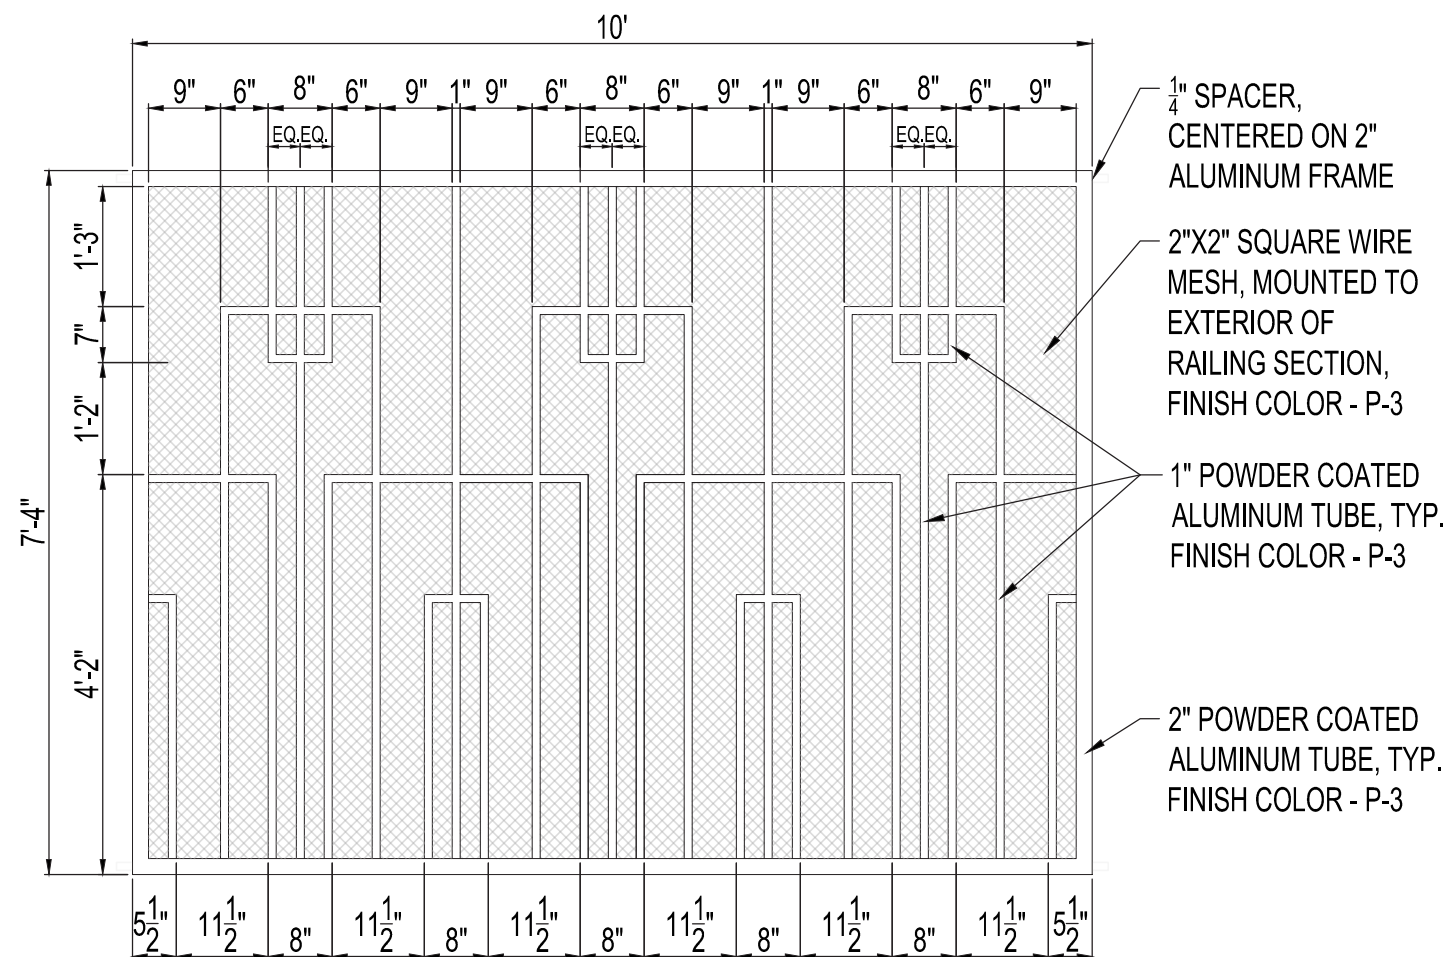 10'
9" 6" 8" 6" 9" 1" 9" 6" 8" 6" 9" 1" 9" 6" 8" 6" 9"
EQ. EQ. EQ. EQ. EQ. EQ.
1/4" SPACER,
CENTERED ON 2"
ALUMINUM FRAME
2"X2" SQUARE WIRE
MESH, MOUNTED TO
EXTERIOR OF
RAILING SECTION,
FINISH COLOR - P-3
1" POWDER COATED
ALUMINUM TUBE, TYP.
FINISH COLOR - P-3
2" POWDER COATED
ALUMINUM TUBE, TYP.
FINISH COLOR - P-3
1'-3"
7"
1'-2"
4'-2"
7'-4"
5 1/2" 11 1/2" 8" 11 1/2" 8" 11 1/2" 8" 11 1/2" 8" 11 1/2" 8" 11 1/2" 5 1/2"